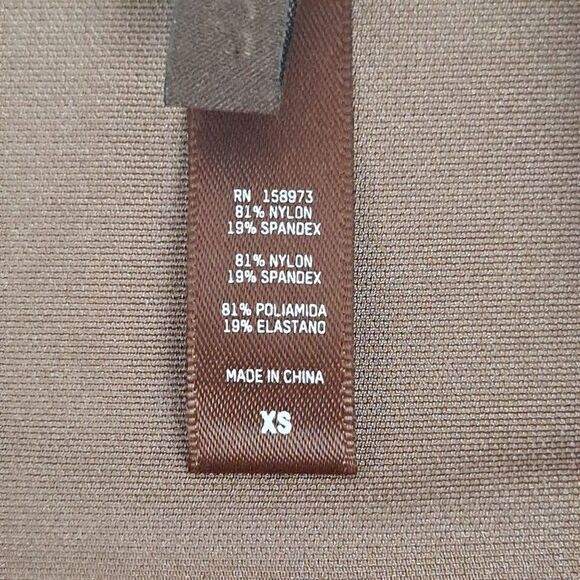 RN 158973
81% NYLON
19% SPANDEX
81% NYLON
19% SPANDEX
81% POLIAMIDA
19% ELASTANO
MADE IN CHINA
XS